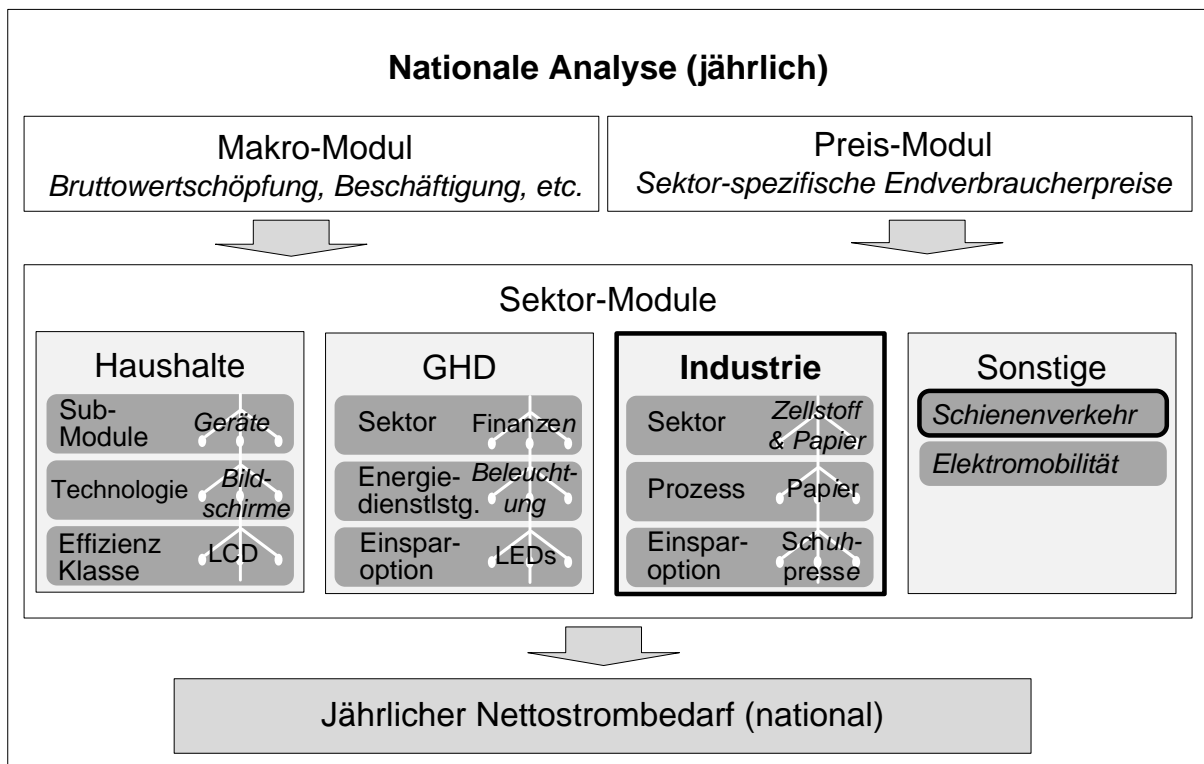 Nationale Analyse (jährlich)
Makro-Modul
Bruttowertschöpfung, Beschäftigung, etc.
Preis-Modul
Sektor-spezifische Endverbraucherpreise
Sektor-Module
Haushalte
Sub-
Module
Geräte
Technologie
Bild-
schirme
Effizienz
Klasse
LCD
GHD
Sektor
Finanzen
Energie-
dienstlstg.
Beleucht-
ung
Einspar-
option
LEDs
Industrie
Sektor
Zellstoff
& Papier
Prozess
Papier
Einspar-
option
Schuh-
presse
Sonstige
Schienenverkehr
Elektromobilität
Jährlicher Nettostrombedarf (national)